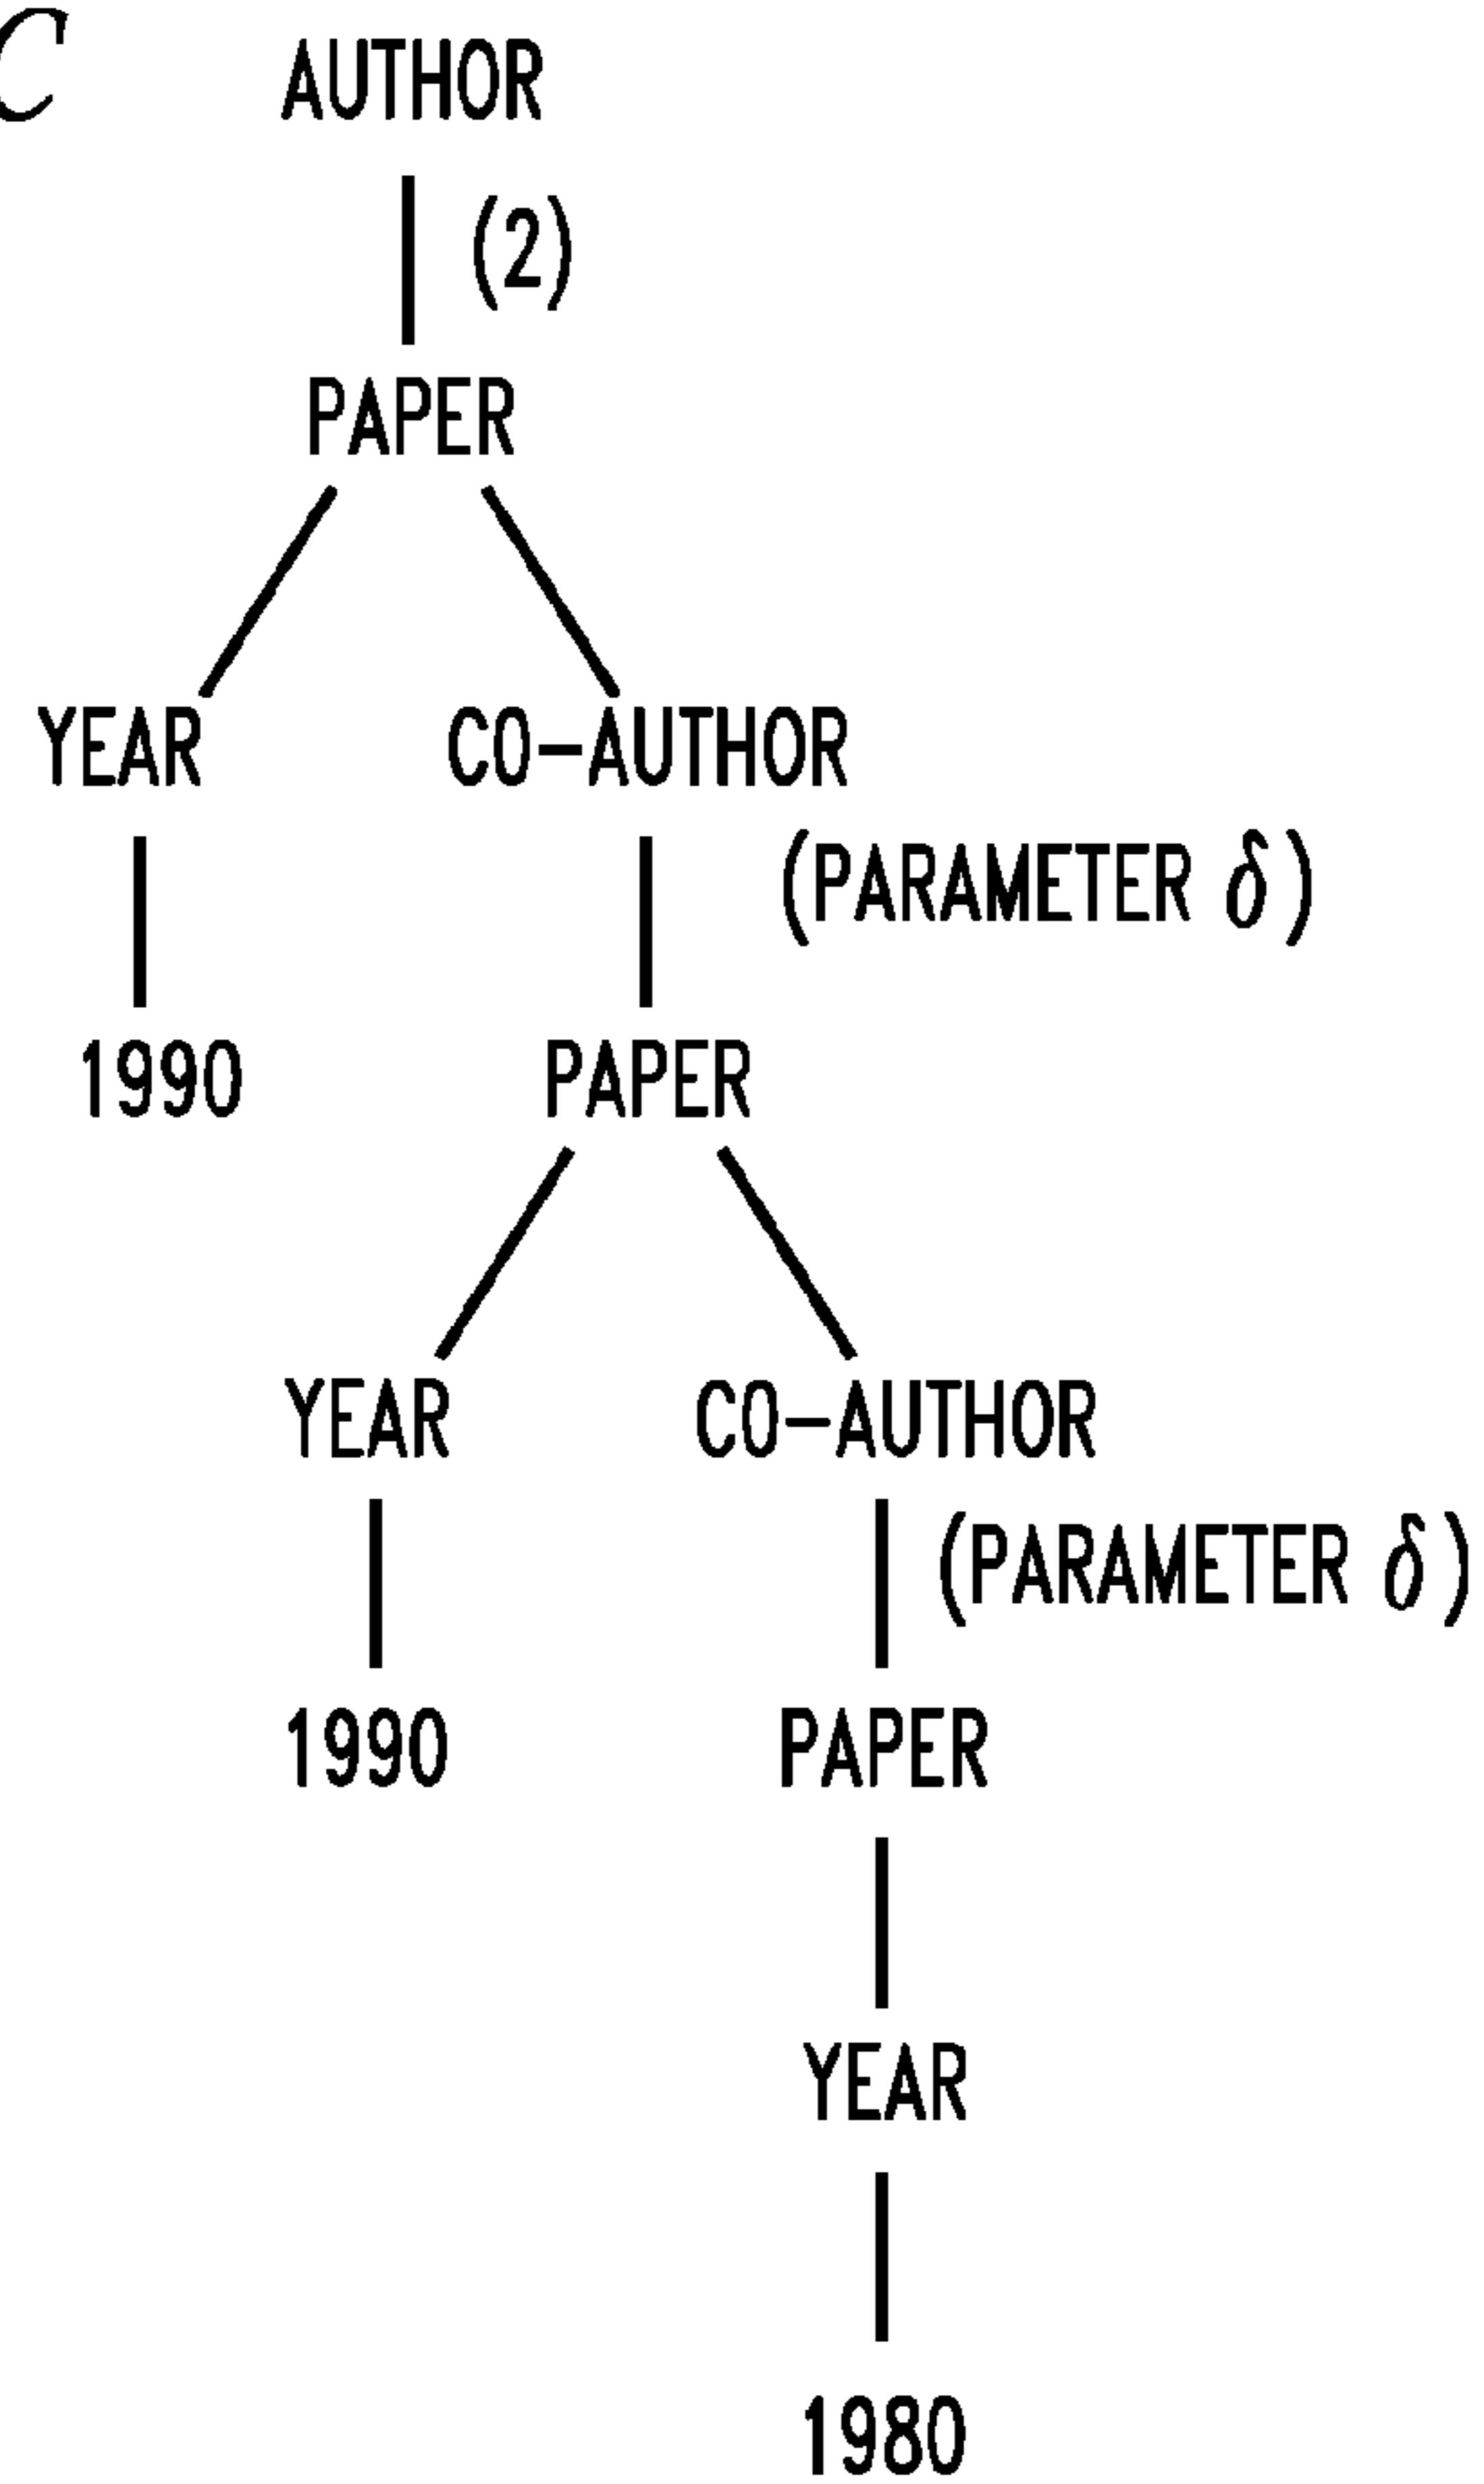 C AUTHOR
(2)
PAPER
YEAR CO-AUTHOR
(PARAMETER δ)
1990 PAPER
YEAR CO-AUTHOR
(PARAMETER δ)
1990 PAPER
YEAR
1980